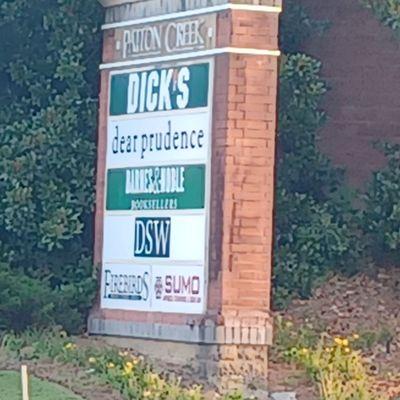 PATTON CREEK
DICK'S
dear prudence
BARNES & NOBLE
BOOKSELLERS
DSW
FIREBIRDS
SUMO